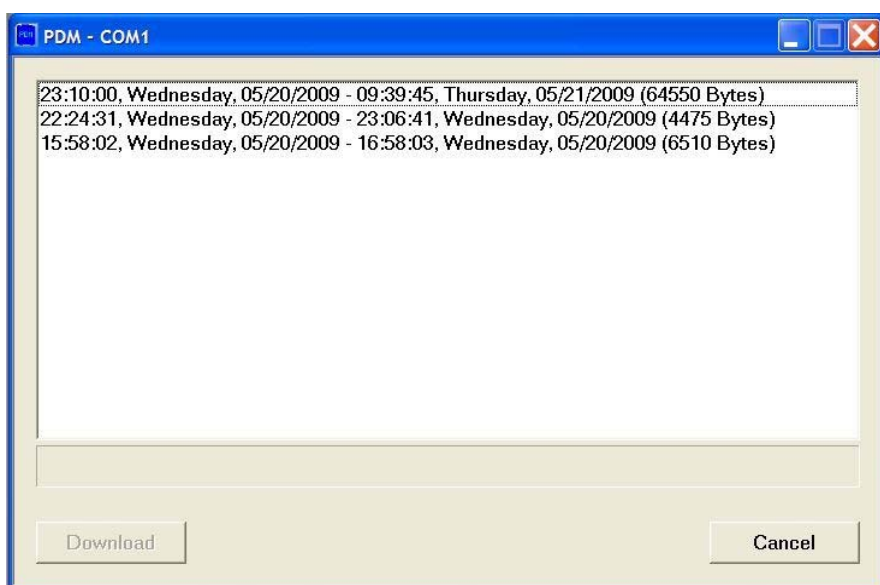 PDM - COM1
23:10:00, Wednesday, 05/20/2009 - 09:39:45, Thursday, 05/21/2009 (64550 Bytes)
22:24:31, Wednesday, 05/20/2009 - 23:06:41, Wednesday, 05/20/2009 (4475 Bytes)
15:58:02, Wednesday, 05/20/2009 - 16:58:03, Wednesday, 05/20/2009 (6510 Bytes)
Download
Cancel